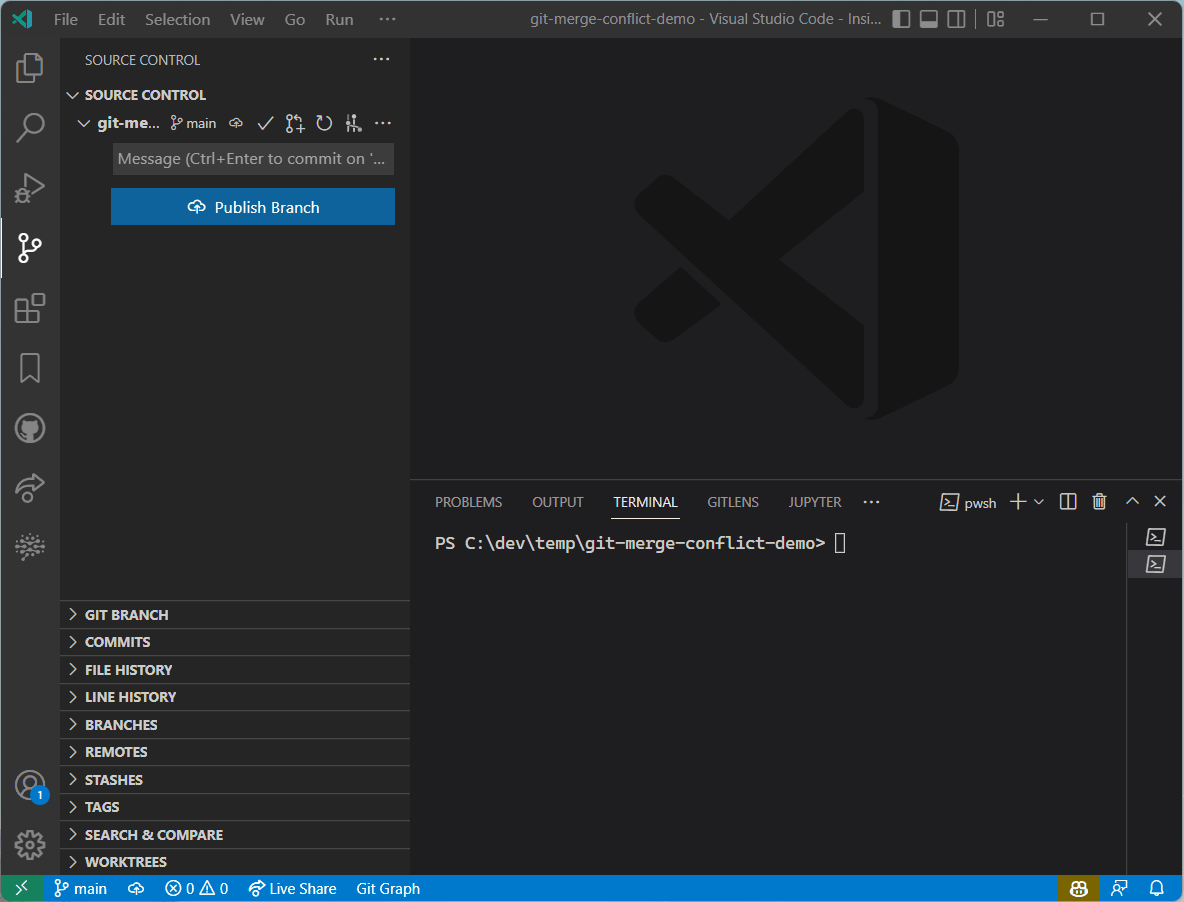 File Edit Selection View Go Run ··· git-merge-conflict-demo - Visual Studio Code - Insi...
SOURCE CONTROL ···
SOURCE CONTROL
git-me... main ···
Message (Ctrl+Enter to commit on '...
Publish Branch
PROBLEMS OUTPUT TERMINAL GITLENS JUPYTER ··· pwsh
PS C:\dev\temp\git-merge-conflict-demo>
GIT BRANCH
COMMITS
FILE HISTORY
LINE HISTORY
BRANCHES
REMOTES
STASHES
TAGS
SEARCH & COMPARE
WORKTREES
1
main 0 0 Live Share Git Graph